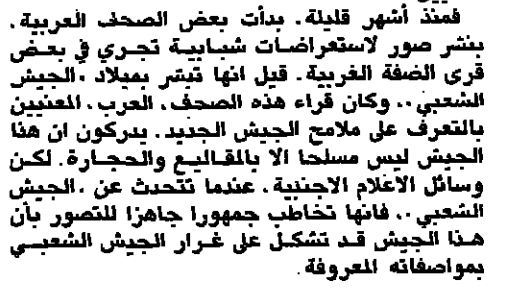 فمنذ أشهر قليلة، بدأت بعض الصحف العربية،
بنشر صور لاستعراضات شبابية تجري في بعض
قرى الضفة الغربية. قيل انها تبشر بميلاد «الجيش
الشعبي». وكان قراء هذه الصحف، العرب، المعنيين
بالتعرف على ملامح الجيش الجديد، يدركون ان هذا
الجيش ليس مسلحا الا بالمقاليع والحجارة. لكن
وسائل الاعلام الاجنبية، عندما تتحدث عن «الجيش
الشعبي»، فانها تخاطب جمهورا جاهزا للتصور بأن
هذا الجيش قد تشكل على غرار الجيش الشعبي
بمواصفاته المعروفة.